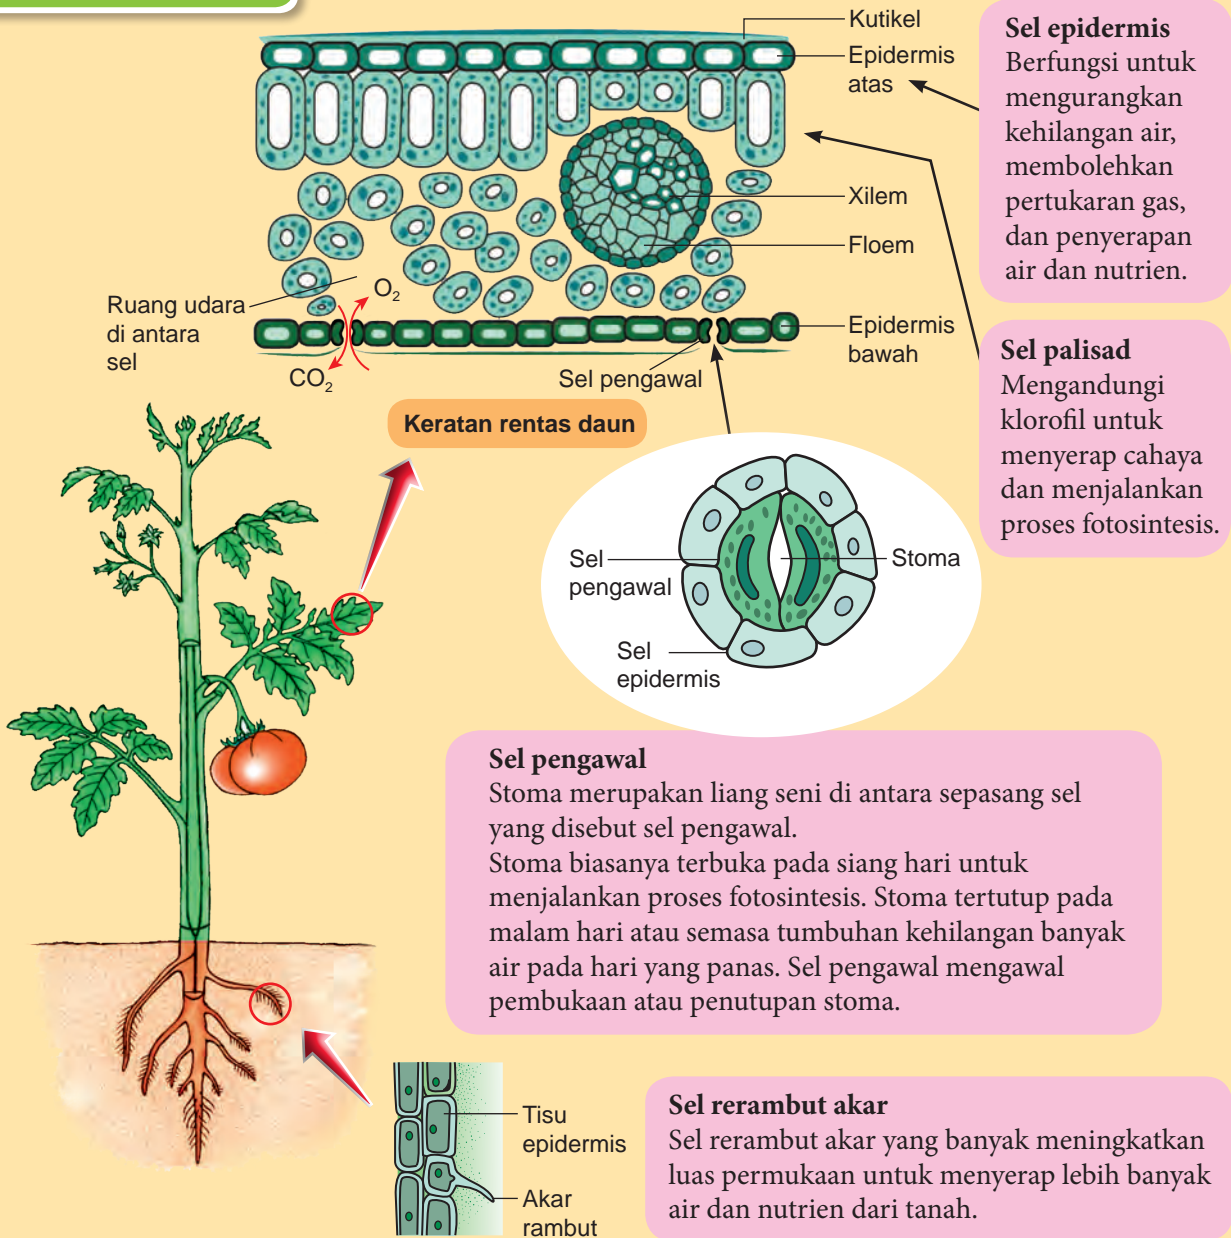 Kutikel
Epidermis
atas
Xilem
Floem
Ruang udara
di antara
sel
O₂
CO₂
Epidermis
bawah
Sel pengawal
Keratan rentas daun
Sel epidermis
Berfungsi untuk
mengurangkan
kehilangan air,
membolehkan
pertukaran gas,
dan penyerapan
air dan nutrien.
Sel palisad
Mengandungi
klorofil untuk
menyerap cahaya
dan menjalankan
proses fotosintesis.
Sel
pengawal
Stoma
Sel
epidermis
Sel pengawal
Stoma merupakan liang seni di antara sepasang sel
yang disebut sel pengawal.
Stoma biasanya terbuka pada siang hari untuk
menjalankan proses fotosintesis. Stoma tertutup pada
malam hari atau semasa tumbuhan kehilangan banyak
air pada hari yang panas. Sel pengawal mengawal
pembukaan atau penutupan stoma.
Tisu
epidermis
Akar
rambut
Sel rerambut akar
Sel rerambut akar yang banyak meningkatkan
luas permukaan untuk menyerap lebih banyak
air dan nutrien dari tanah.